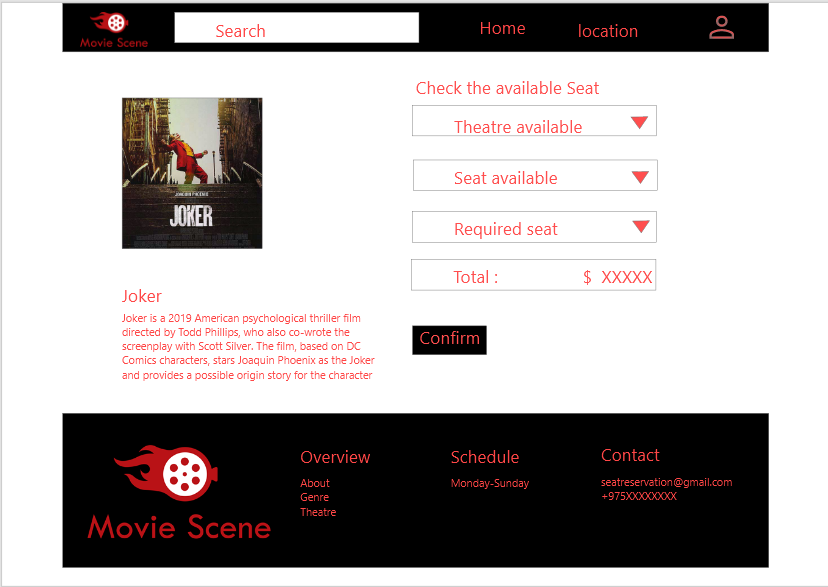 Movie Scene
Search
Home
location
Check the available Seat
Theatre available
Seat available
Required seat
Total : $ XXXXX
Confirm
JOAQUIN PHOENIX
JOKER
Joker
Joker is a 2019 American psychological thriller film
directed by Todd Phillips, who also co-wrote the
screenplay with Scott Silver. The film, based on DC
Comics characters, stars Joaquin Phoenix as the Joker
and provides a possible origin story for the character
Movie Scene
Overview
About
Genre
Theatre
Schedule
Monday-Sunday
Contact
seatreservation@gmail.com
+975XXXXXXXX